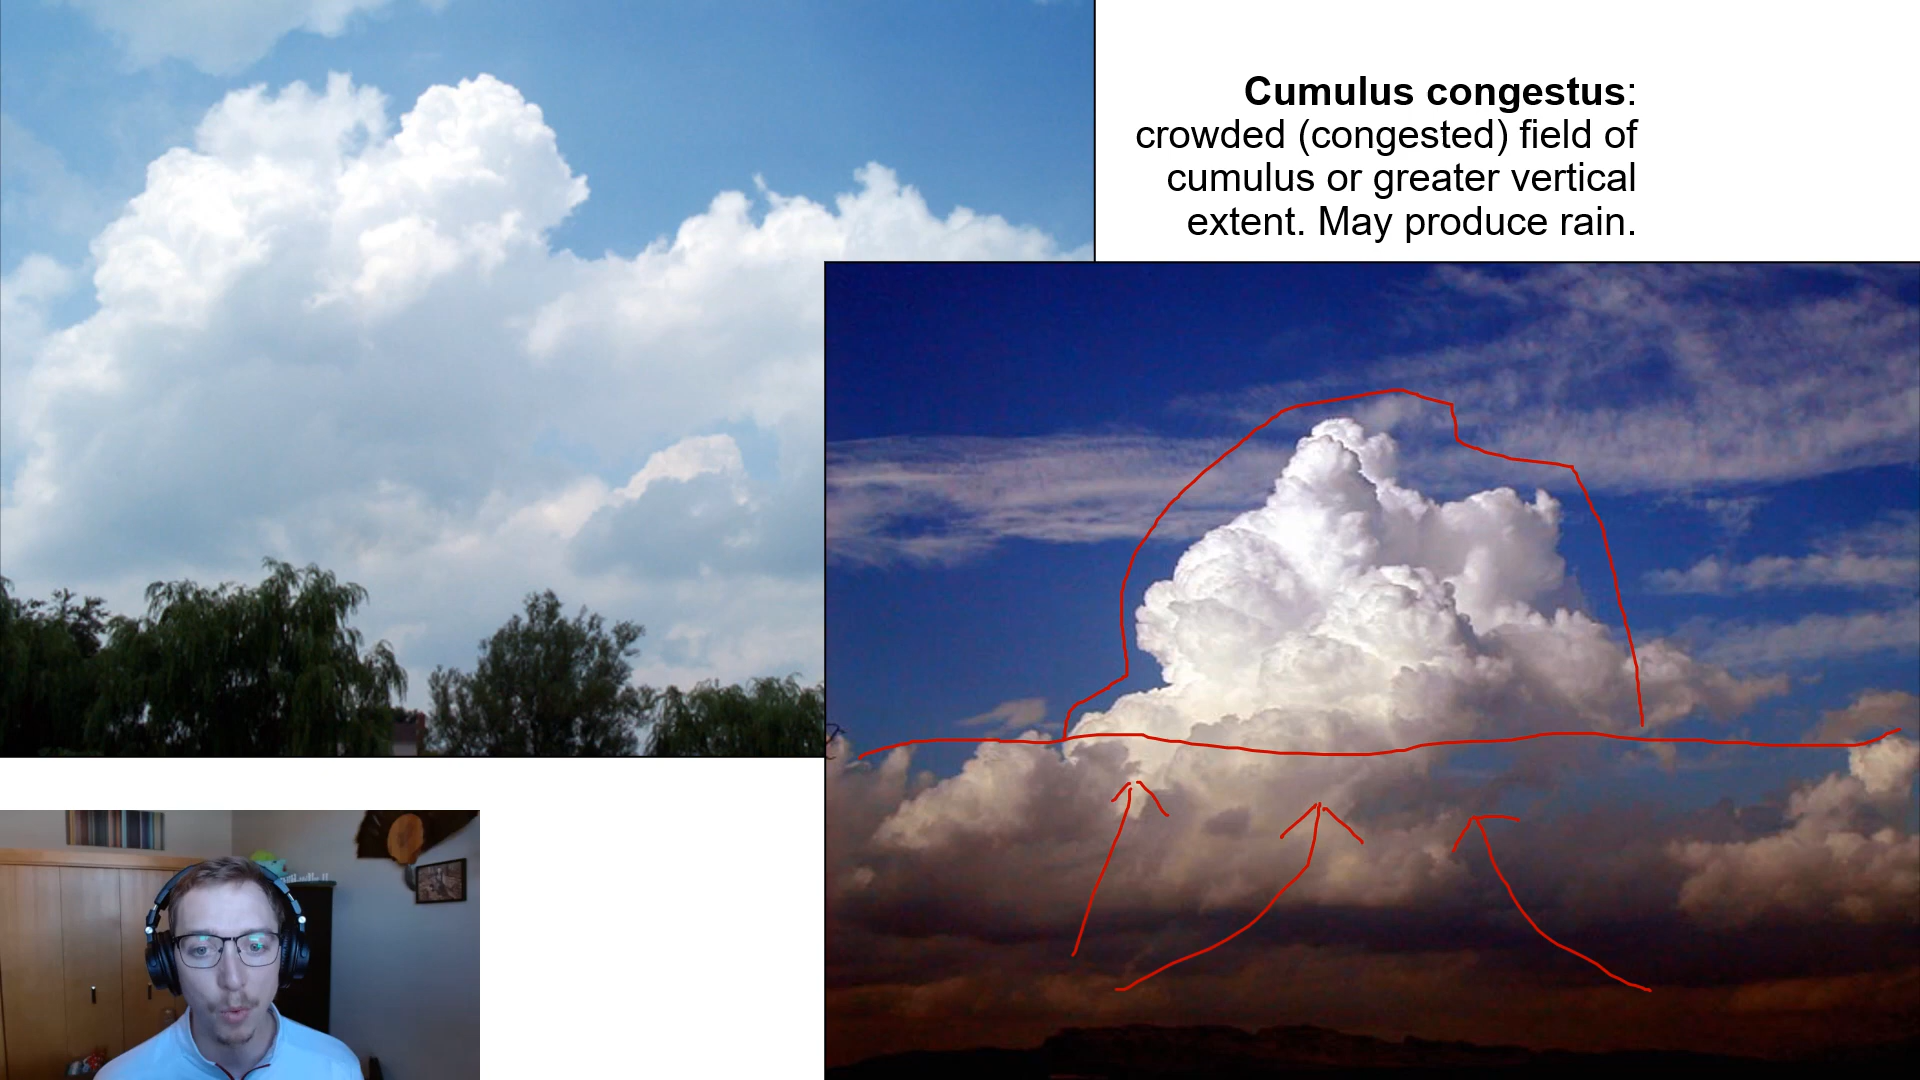 Cumulus congestus:
crowded (congested) field of
cumulus or greater vertical
extent. May produce rain.